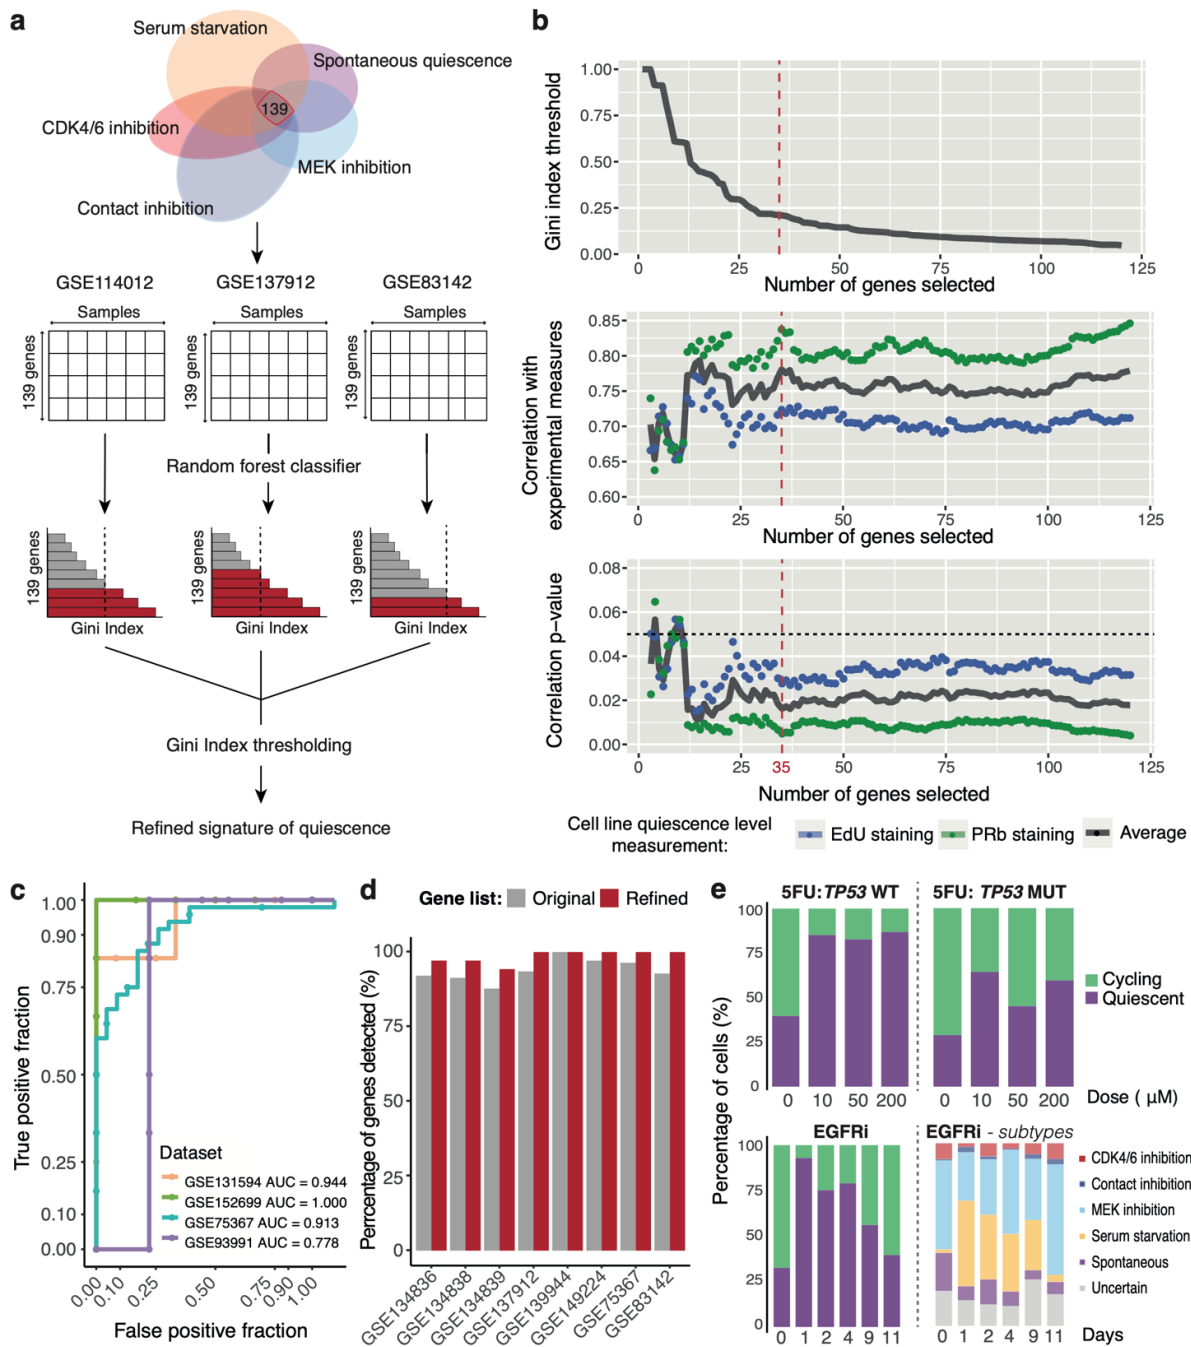 a
Serum starvation
Spontaneous quiescence
139
CDK4/6 inhibition
MEK inhibition
Contact inhibition
GSE114012
GSE137912
GSE83142
Samples
Samples
Samples
139 genes
139 genes
139 genes
Random forest classifier
139 genes
139 genes
139 genes
Gini Index
Gini Index
Gini Index
Gini Index thresholding
Refined signature of quiescence
b
Gini index threshold
1.00
0.75
0.50
0.25
0.00
0 25 50 75 100 125
Number of genes selected
Correlation with
experimental measures
0.85
0.80
0.75
0.70
0.65
0.60
0 25 50 75 100 125
Number of genes selected
Correlation p-value
0.08
0.06
0.04
0.02
0.00
0 25 35 50 75 100 125
Number of genes selected
Cell line quiescence level
measurement:
EdU staining
PRb staining
Average
c
True positive fraction
1.00
0.90
0.75
0.50
0.25
0.10
0.00
Dataset
GSE131594 AUC = 0.944
GSE152699 AUC = 1.000
GSE75367 AUC = 0.913
GSE93991 AUC = 0.778
0.00 0.10 0.25 0.50 0.75 0.90 1.00
False positive fraction
d
Gene list: Original Refined
Perrcentage of genes detected (%)
100
75
50
25
0
GSE134836
GSE134838
GSE134839
GSE137912
GSE139944
GSE149224
GSE75367
GSE83142
e
5FU: TP53 WT
5FU: TP53 MUT
Percentage of cells (%)
100
75
50
25
0
Cycling
Quiescent
0 10 50 200
0 10 50 200
Dose ( μM)
EGFRi
EGFRi - subtypes
100
75
50
25
0
CDK4/6 inhibition
Contact inhibition
MEK inhibition
Serum starvation
Spontaneous
Uncertain
0 1 2 4 9 11
0 1 2 4 9 11
Days